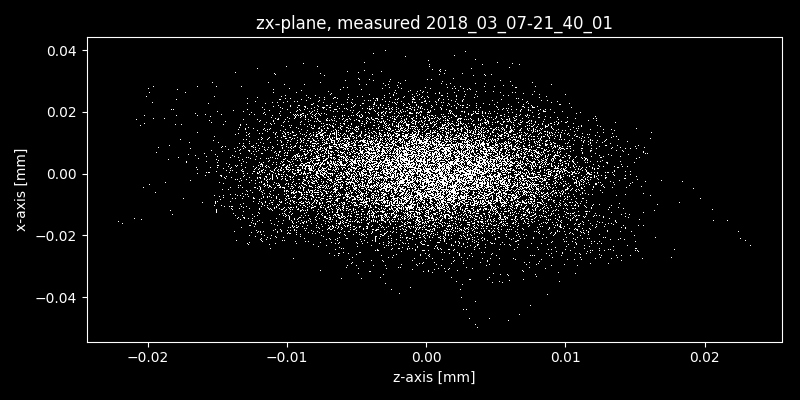 zx-plane, measured 2018_03_07-21_40_01
0.04
0.02
0.00
−0.02
−0.04
x-axis [mm]
−0.02 −0.01 0.00 0.01 0.02
z-axis [mm]